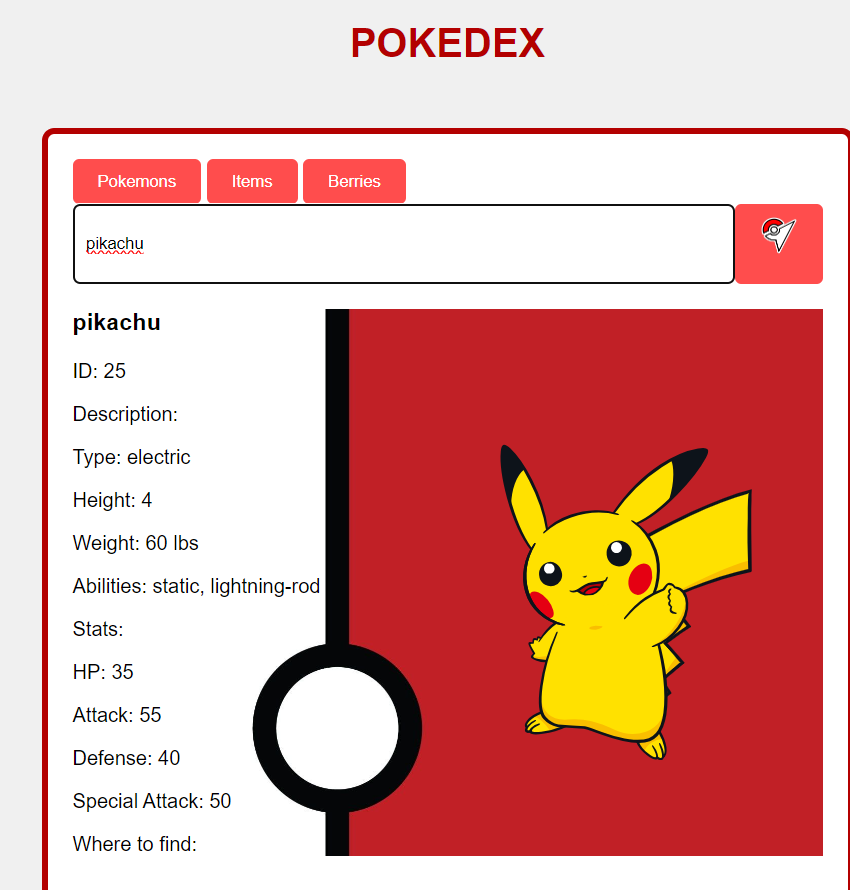 POKEDEX
Pokemons Items Berries
pikachu
pikachu
ID: 25
Description:
Type: electric
Height: 4
Weight: 60 lbs
Abilities: static, lightning-rod
Stats:
HP: 35
Attack: 55
Defense: 40
Special Attack: 50
Where to find: